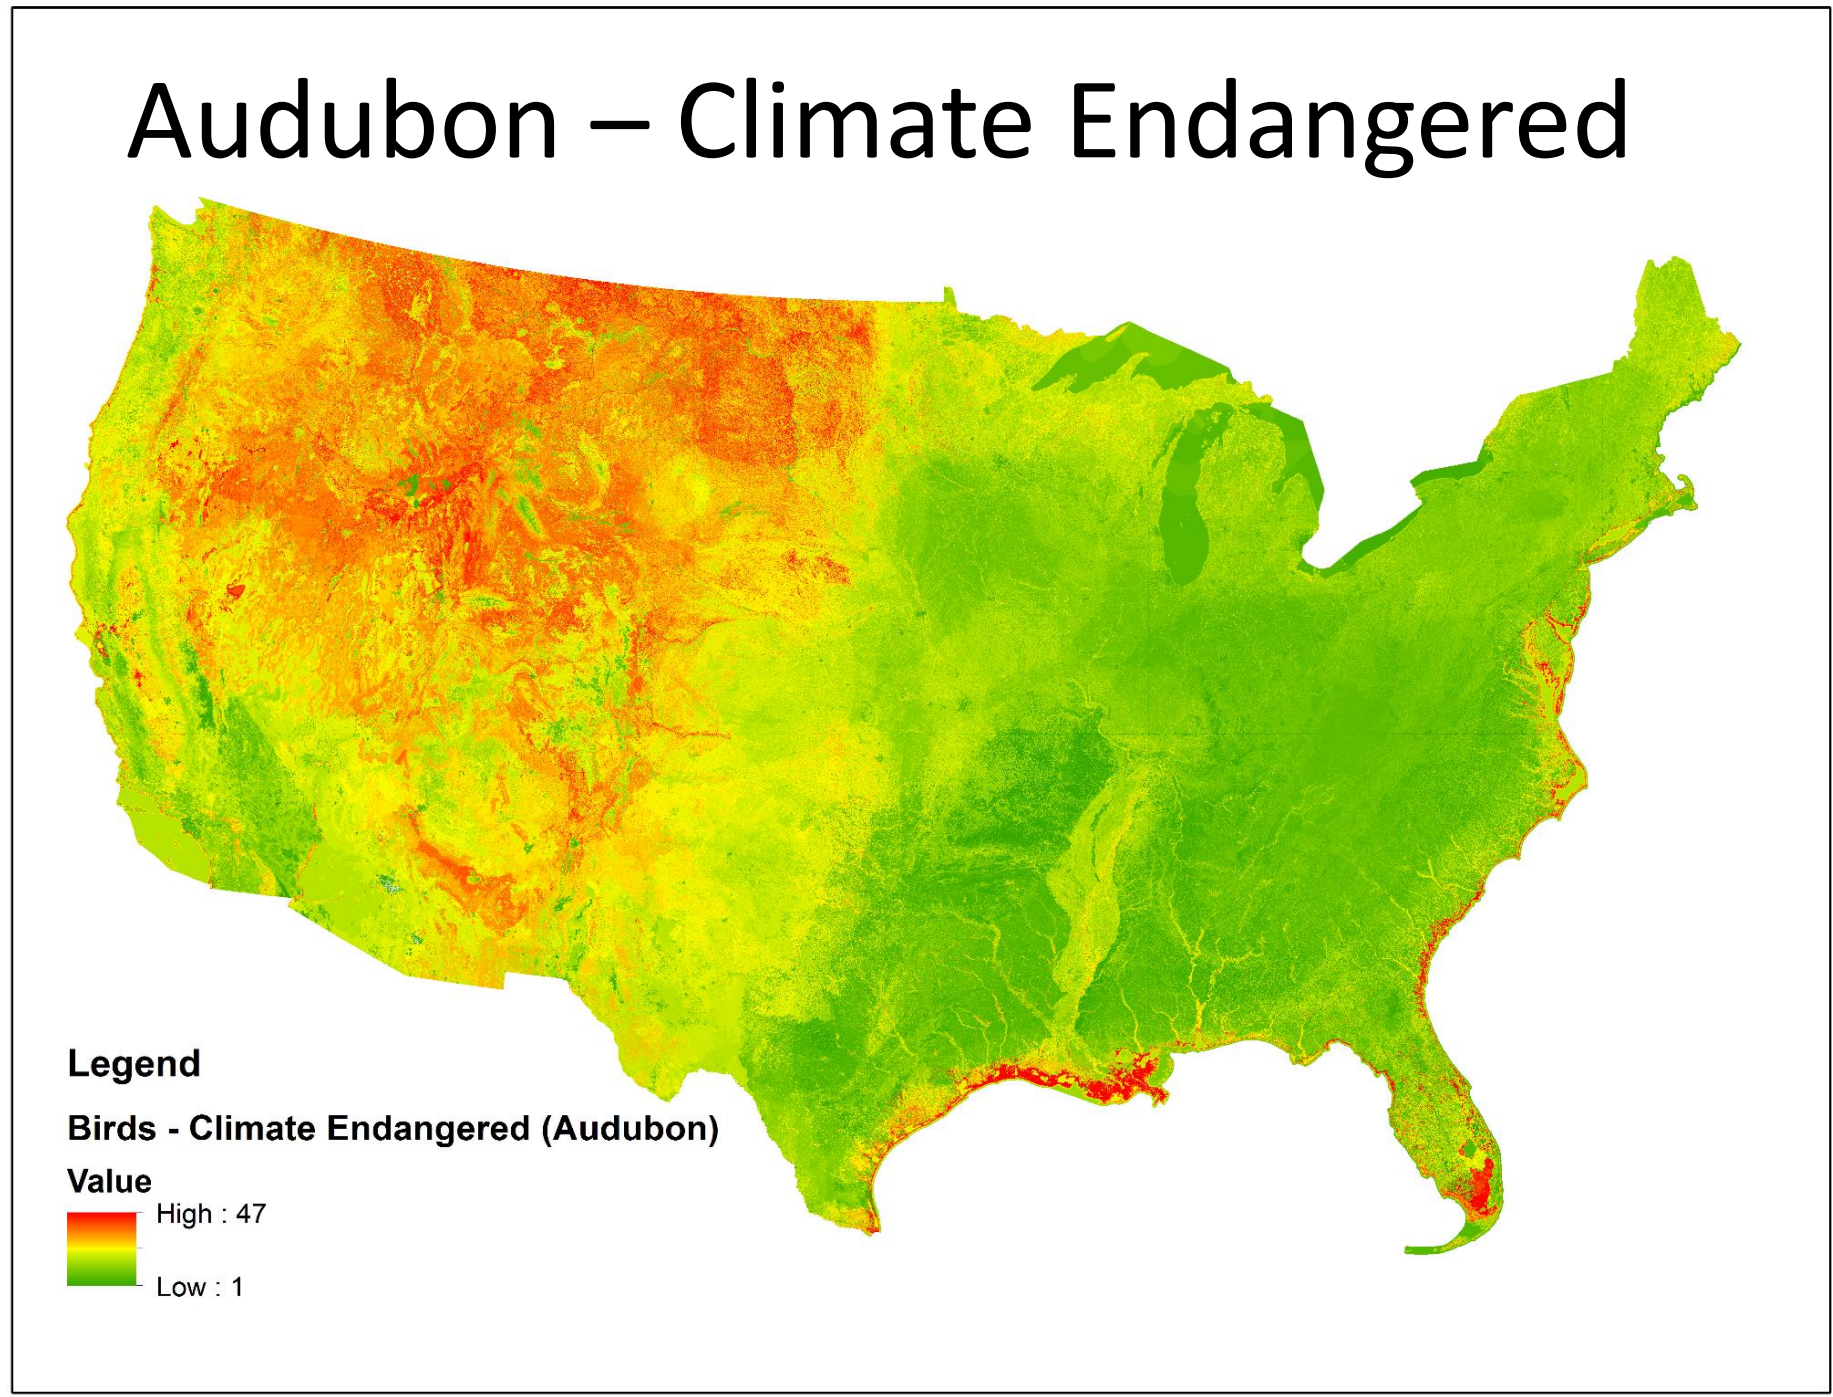 Audubon – Climate Endangered
Legend
Birds - Climate Endangered (Audubon)
Value
High : 47
Low : 1